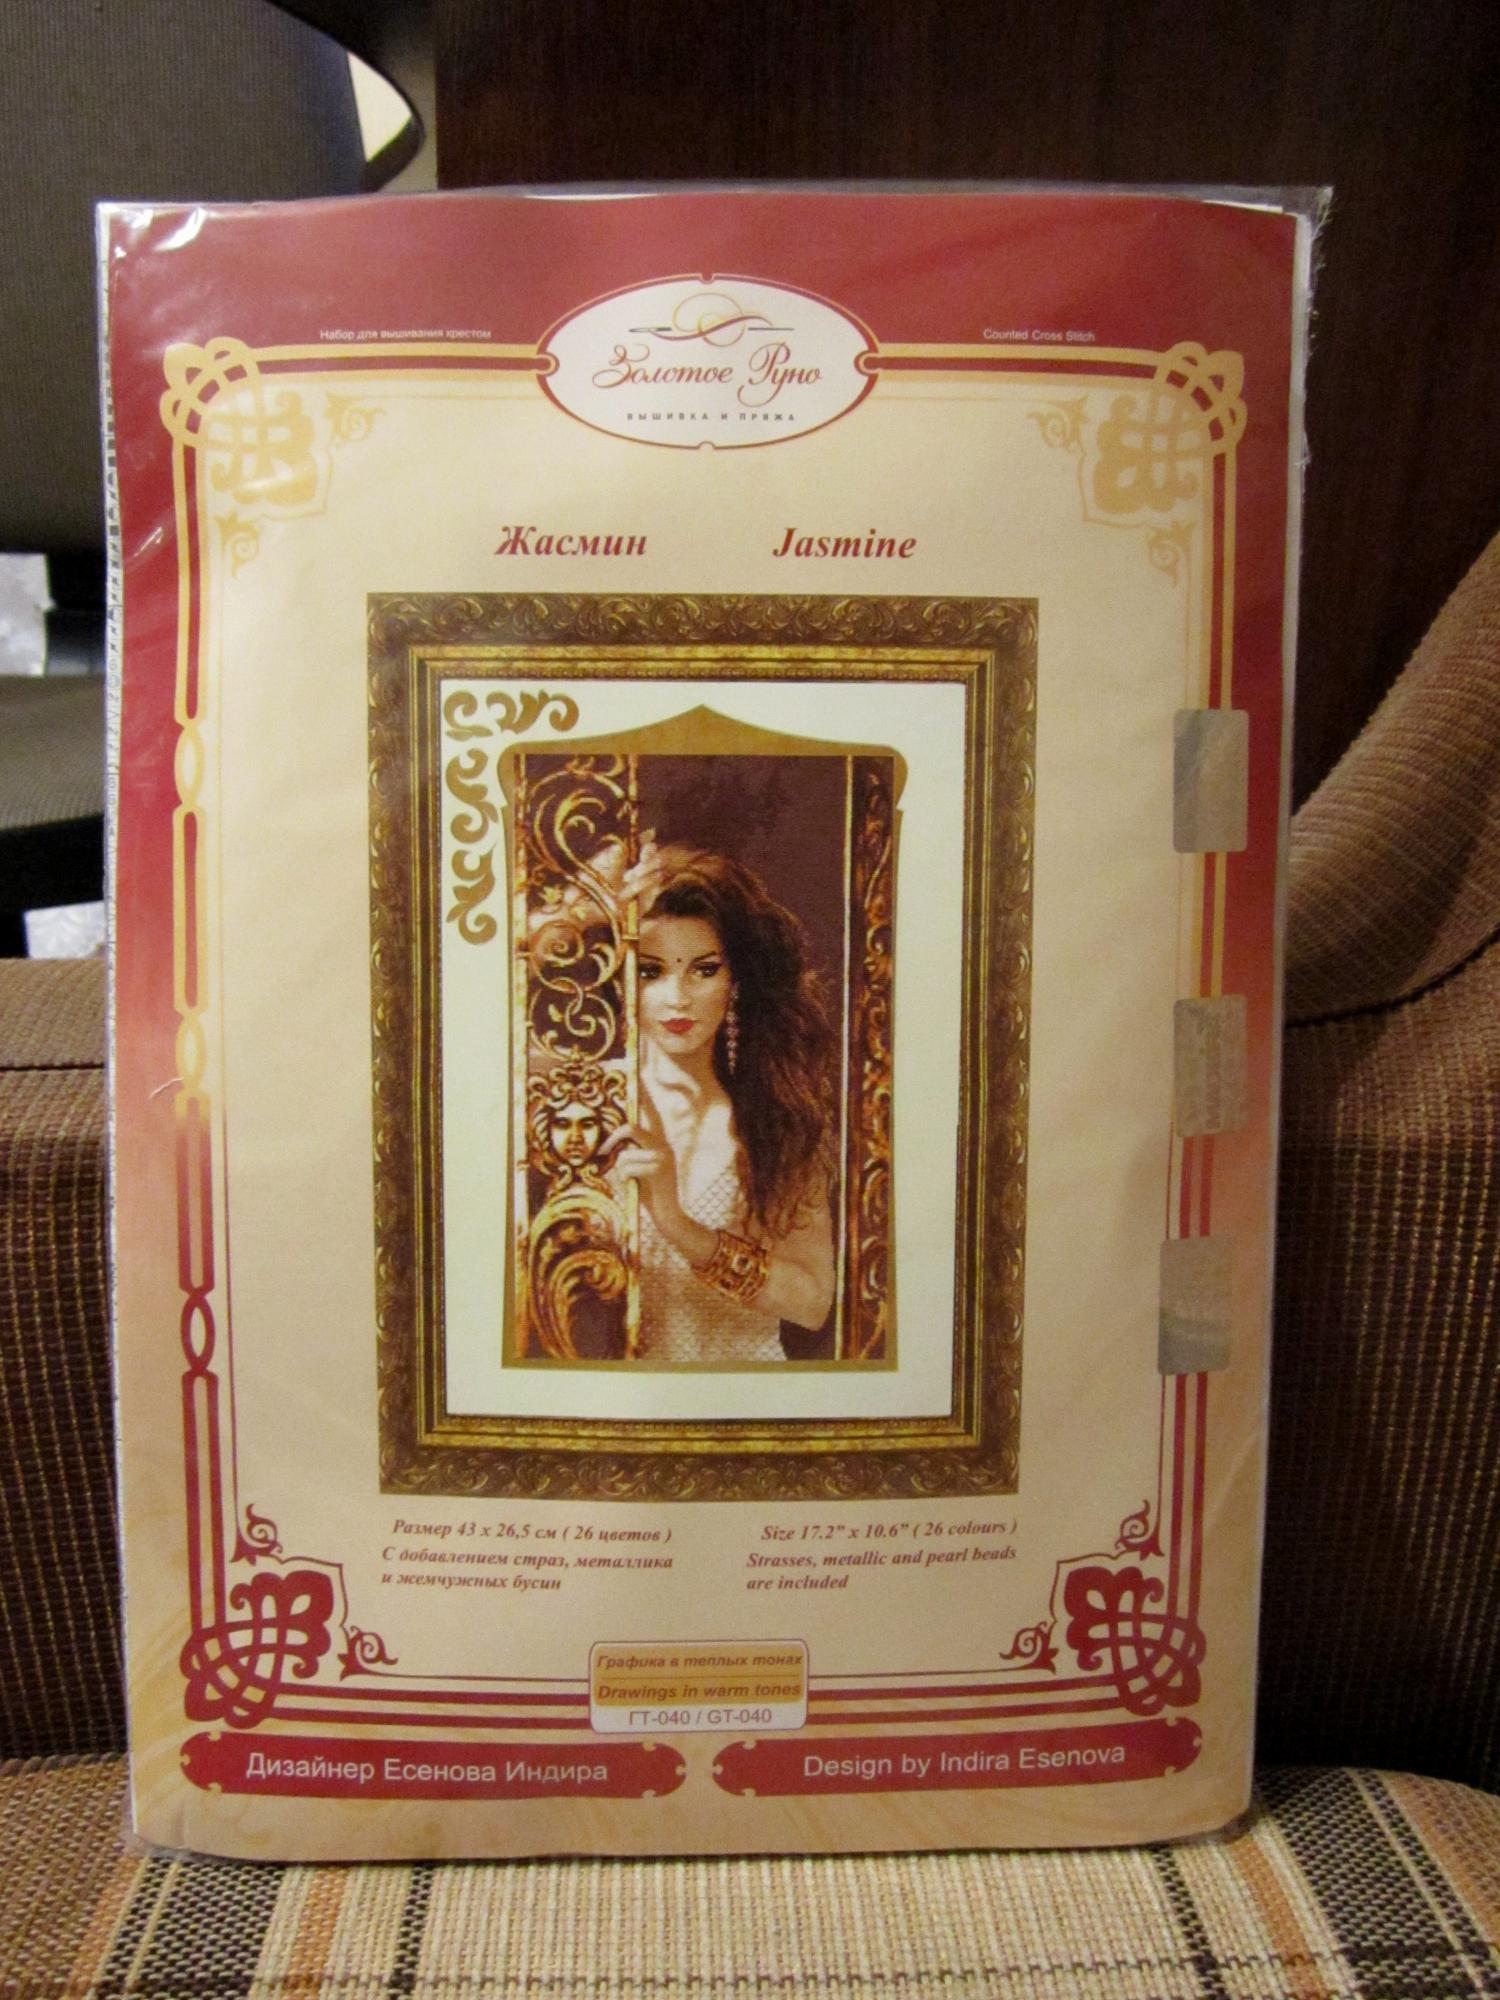 Набор для вышивания крестом
Counted Cross Stitch
Золотое Руно
ВЫШИВКА И ПРЯЖА
Жасмин
Jasmine
Размер 43 х 26,5 см ( 26 цветов )
С добавлением страз, металлика
и жемчужных бусин
Size 17.2” x 10.6” ( 26 colours )
Strasses, metallic and pearl beads
are included
Графика в теплых тонах
Drawings in warm tones
ГТ-040 / GT-040
Дизайнер Есенова Индира
Design by Indira Esenova